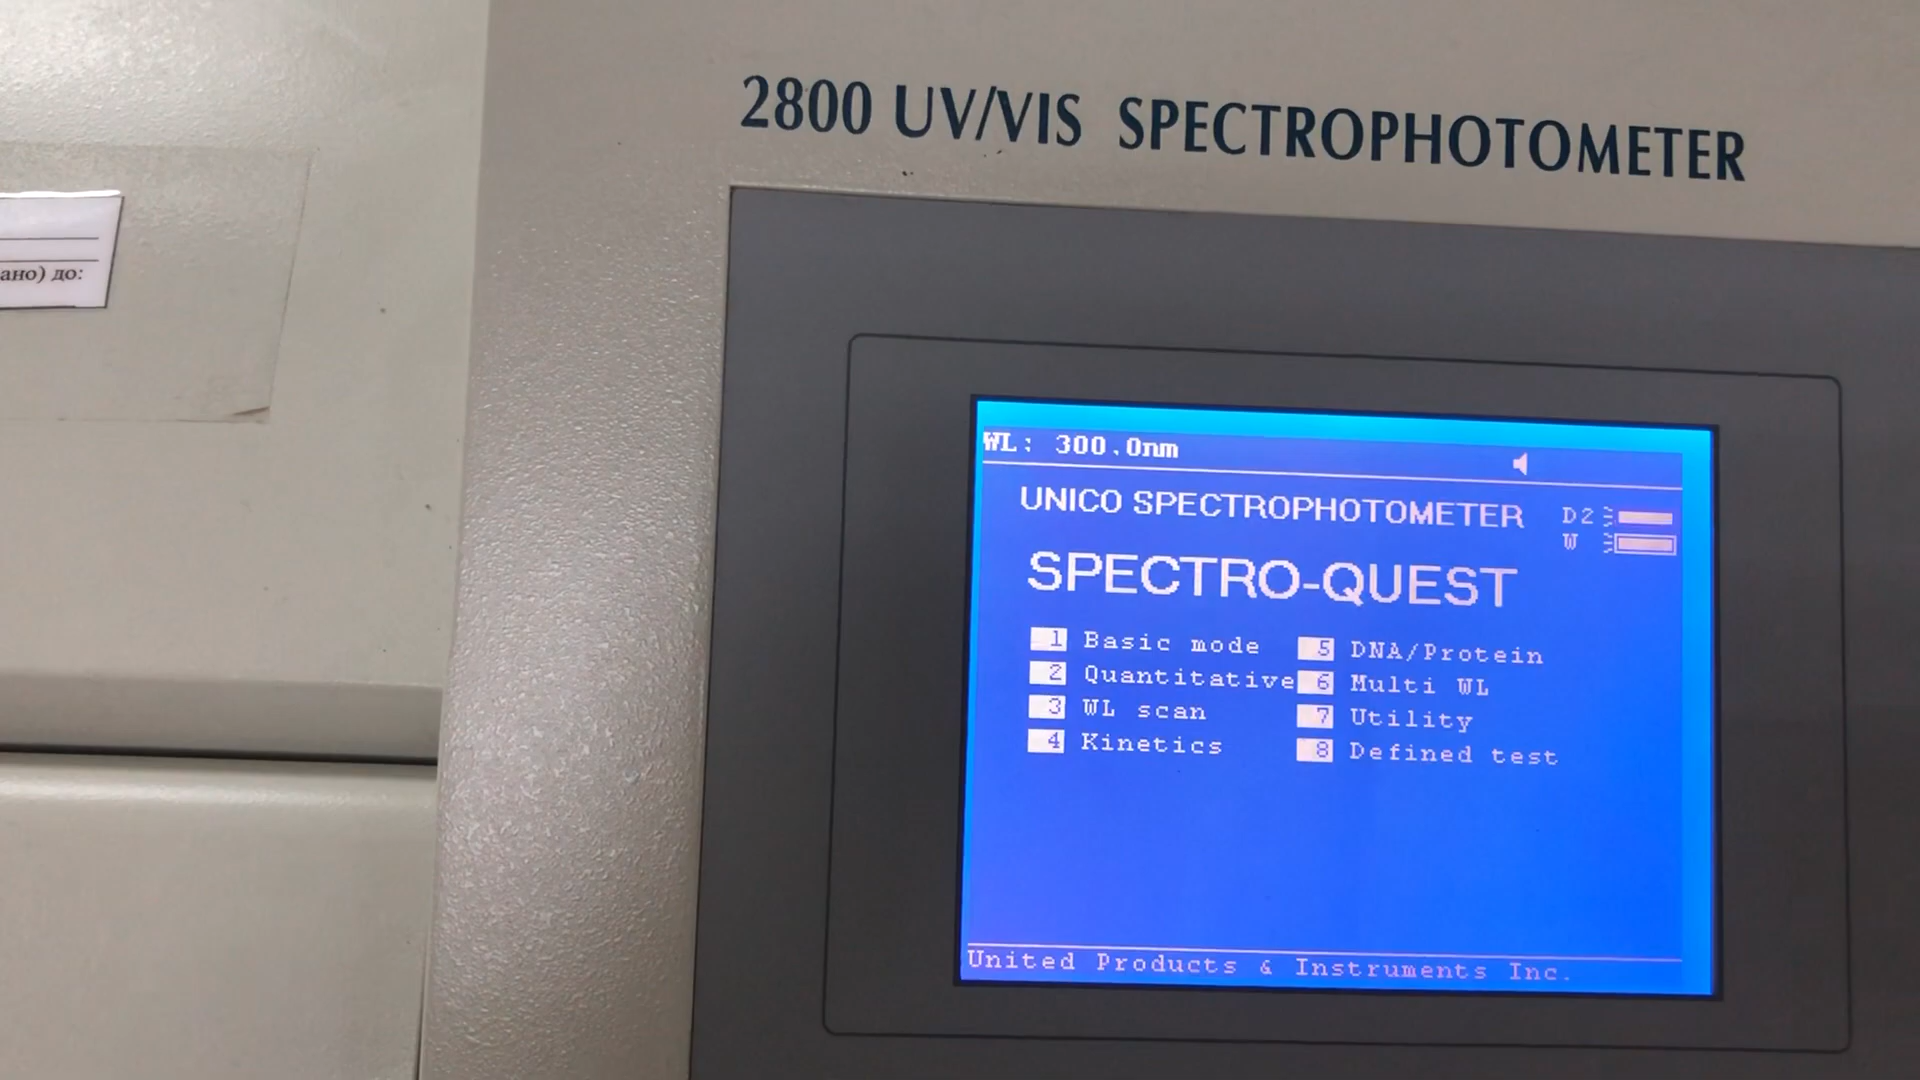 2800 UV/VIS SPECTROPHOTOMETER
ано) до:
WL: 300.0nm
UNICO SPECTROPHOTOMETER
D2
W
SPECTRO-QUEST
1 Basic mode
2 Quantitative
3 WL scan
4 Kinetics
5 DNA/Protein
6 Multi WL
7 Utility
8 Defined test
United Products & Instruments Inc.